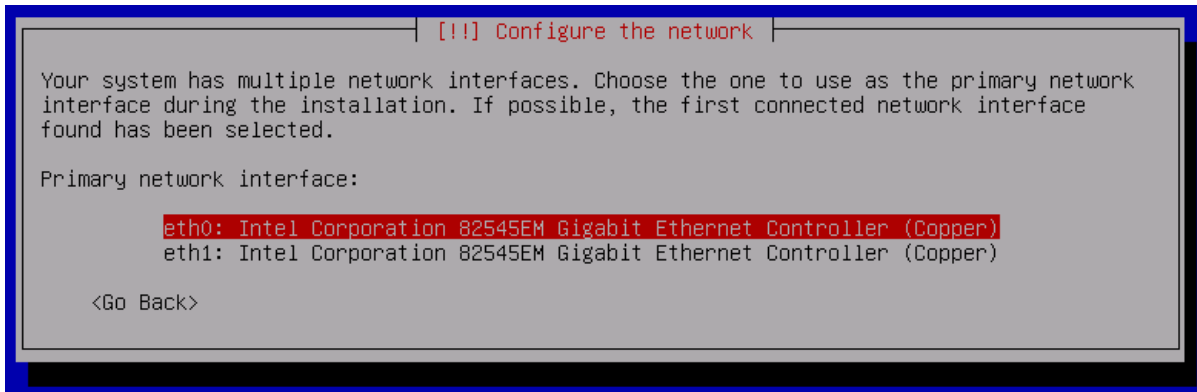 [!!] Configure the network
Your system has multiple network interfaces. Choose the one to use as the primary network
interface during the installation. If possible, the first connected network interface
found has been selected.
Primary network interface:
eth0: Intel Corporation 82545EM Gigabit Ethernet Controller (Copper)
eth1: Intel Corporation 82545EM Gigabit Ethernet Controller (Copper)
<Go Back>